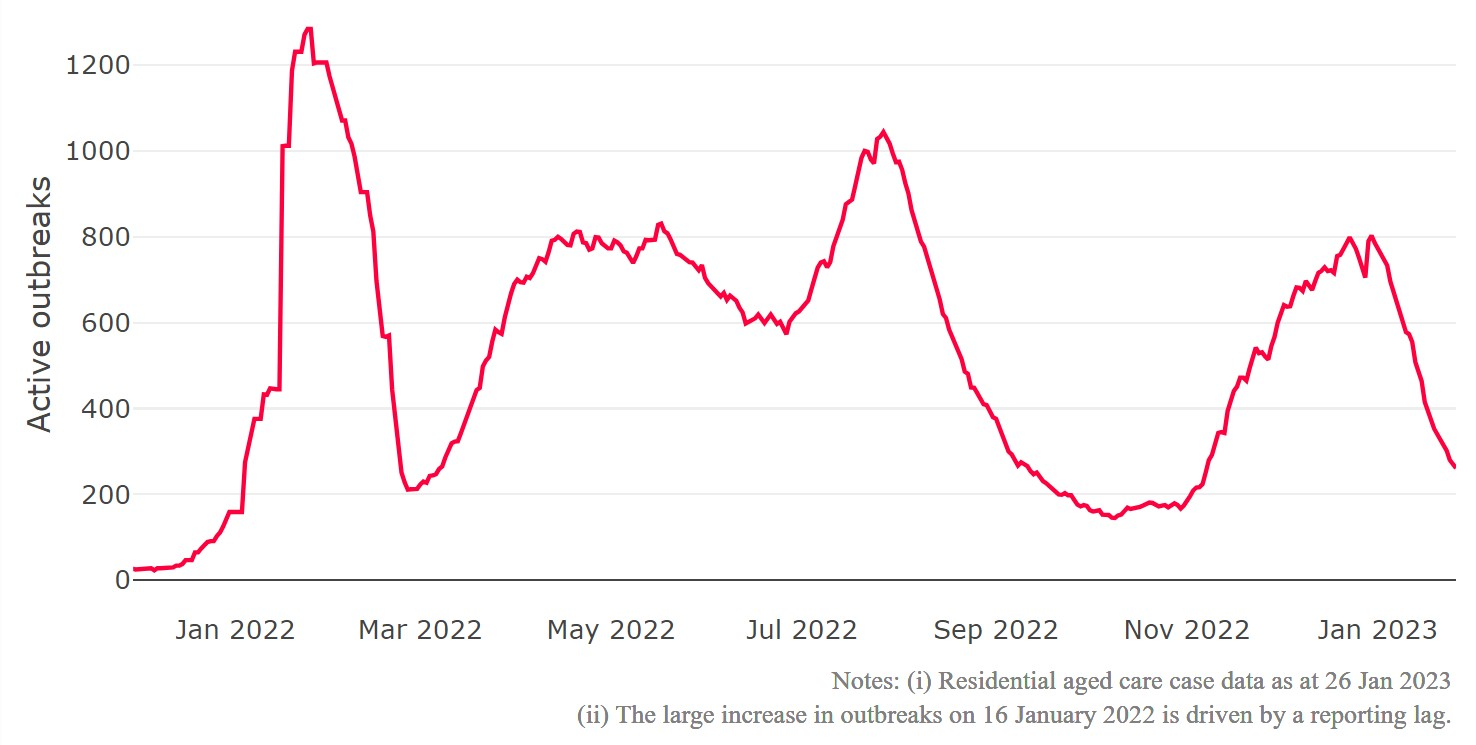 Active outbreaks
1200
1000
800
600
400
200
0
Jan 2022 Mar 2022 May 2022 Jul 2022 Sep 2022 Nov 2022 Jan 2023
Notes: (i) Residential aged care case data as at 26 Jan 2023
(ii) The large increase in outbreaks on 16 January 2022 is driven by a reporting lag.